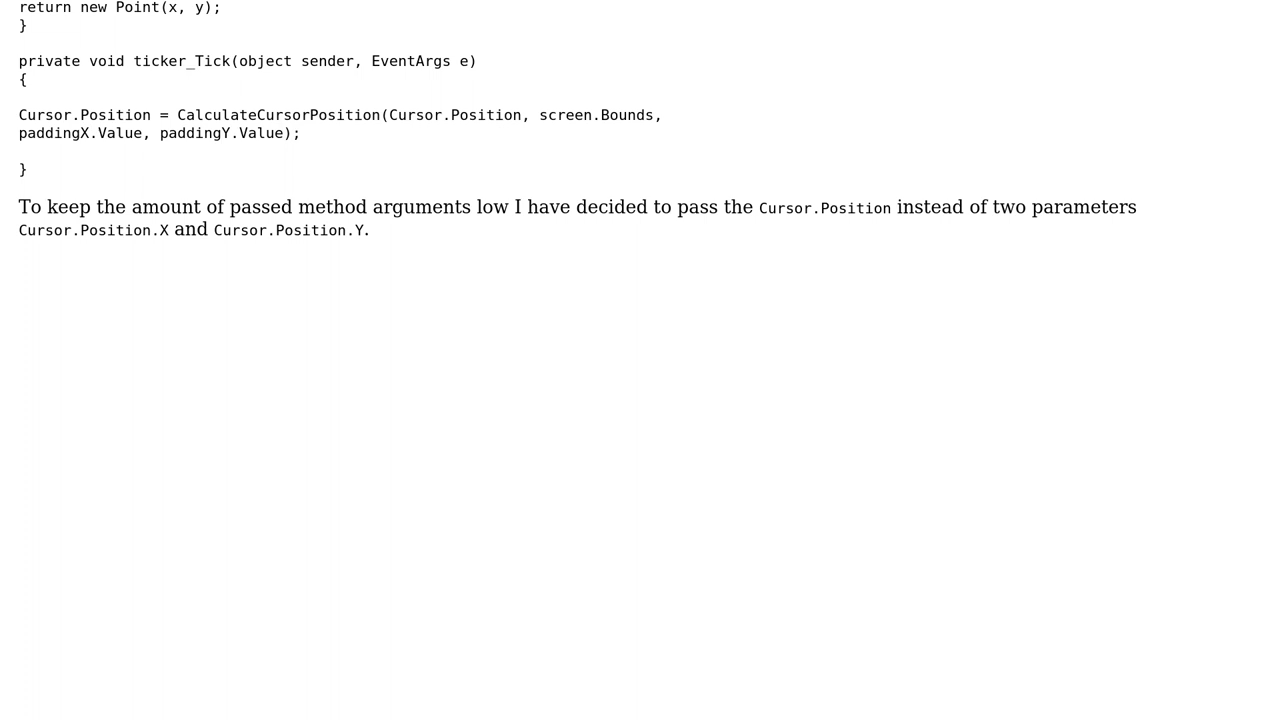 return new Point(x, y);
}
private void ticker_Tick(object sender, EventArgs e)
{
Cursor.Position = CalculateCursorPosition(Cursor.Position, screen.Bounds,
paddingX.Value, paddingY.Value);
}
To keep the amount of passed method arguments low I have decided to pass the Cursor.Position instead of two parameters
Cursor.Position.X and Cursor.Position.Y.